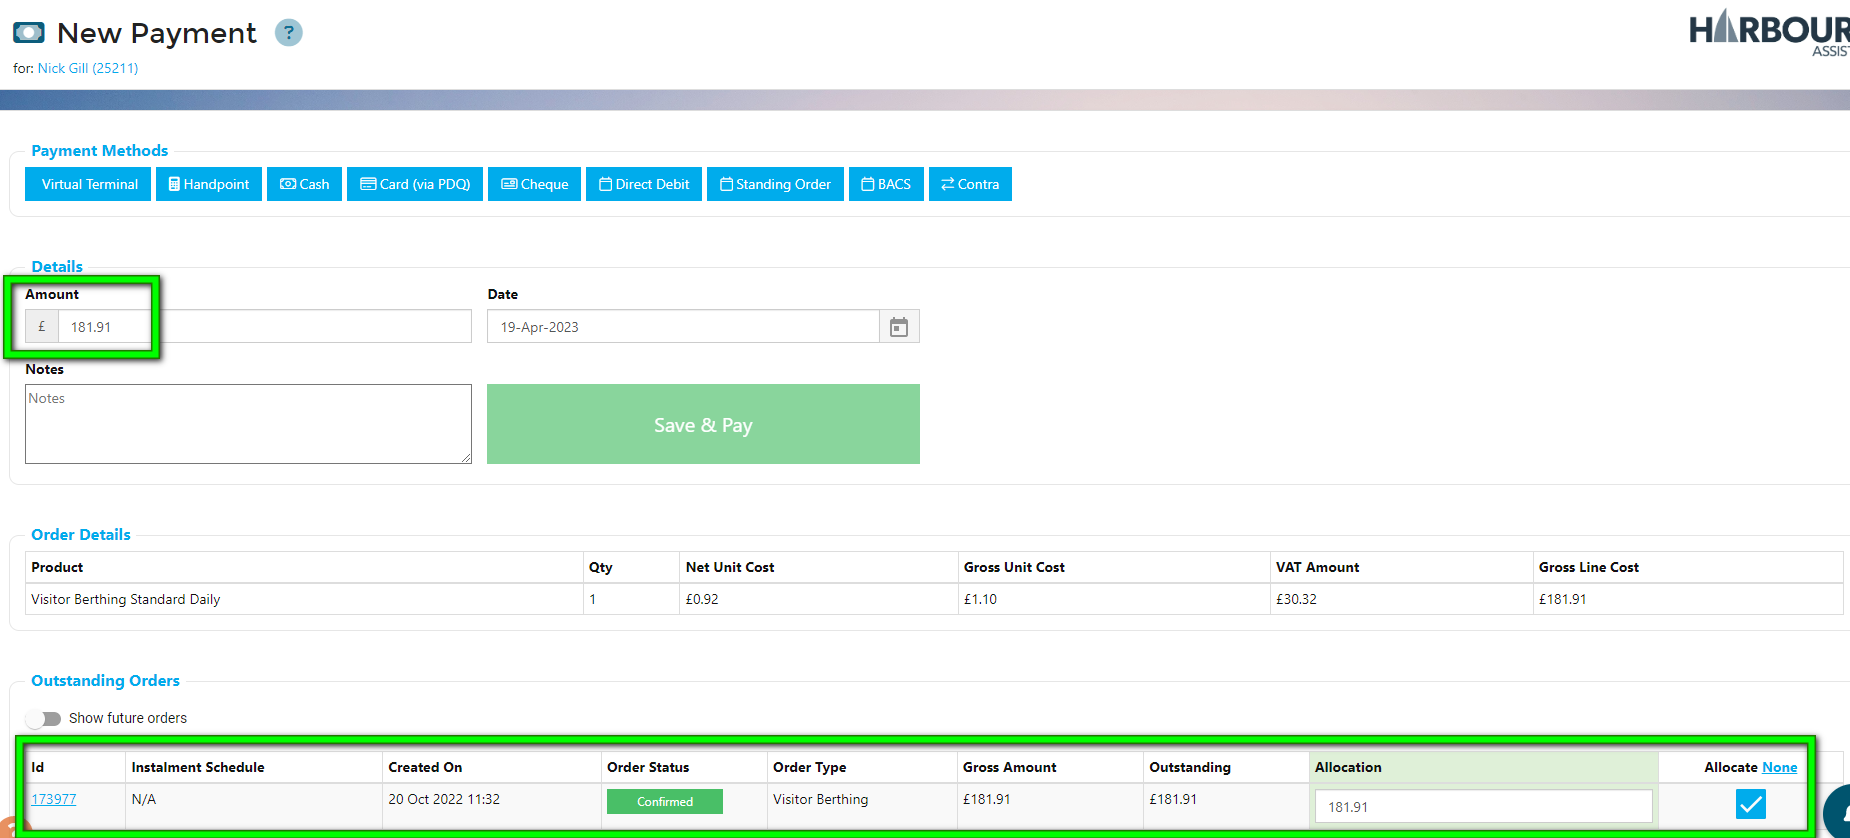 New Payment ?
HARBOUR
ASSIST
for: Nick Gill (25211)
Payment Methods
Virtual Terminal Handpoint Cash Card (via PDQ) Cheque Direct Debit Standing Order BACS Contra
Details
Amount Date
£ 181.91 19-Apr-2023
Notes
Notes
Save & Pay
Order Details
Product Qty Net Unit Cost Gross Unit Cost VAT Amount Gross Line Cost
Visitor Berthing Standard Daily 1 £0.92 £1.10 £30.32 £181.91
Outstanding Orders
Show future orders
Id Instalment Schedule Created On Order Status Order Type Gross Amount Outstanding Allocation Allocate None
173977 N/A 20 Oct 2022 11:32 Confirmed Visitor Berthing £181.91 £181.91 181.91